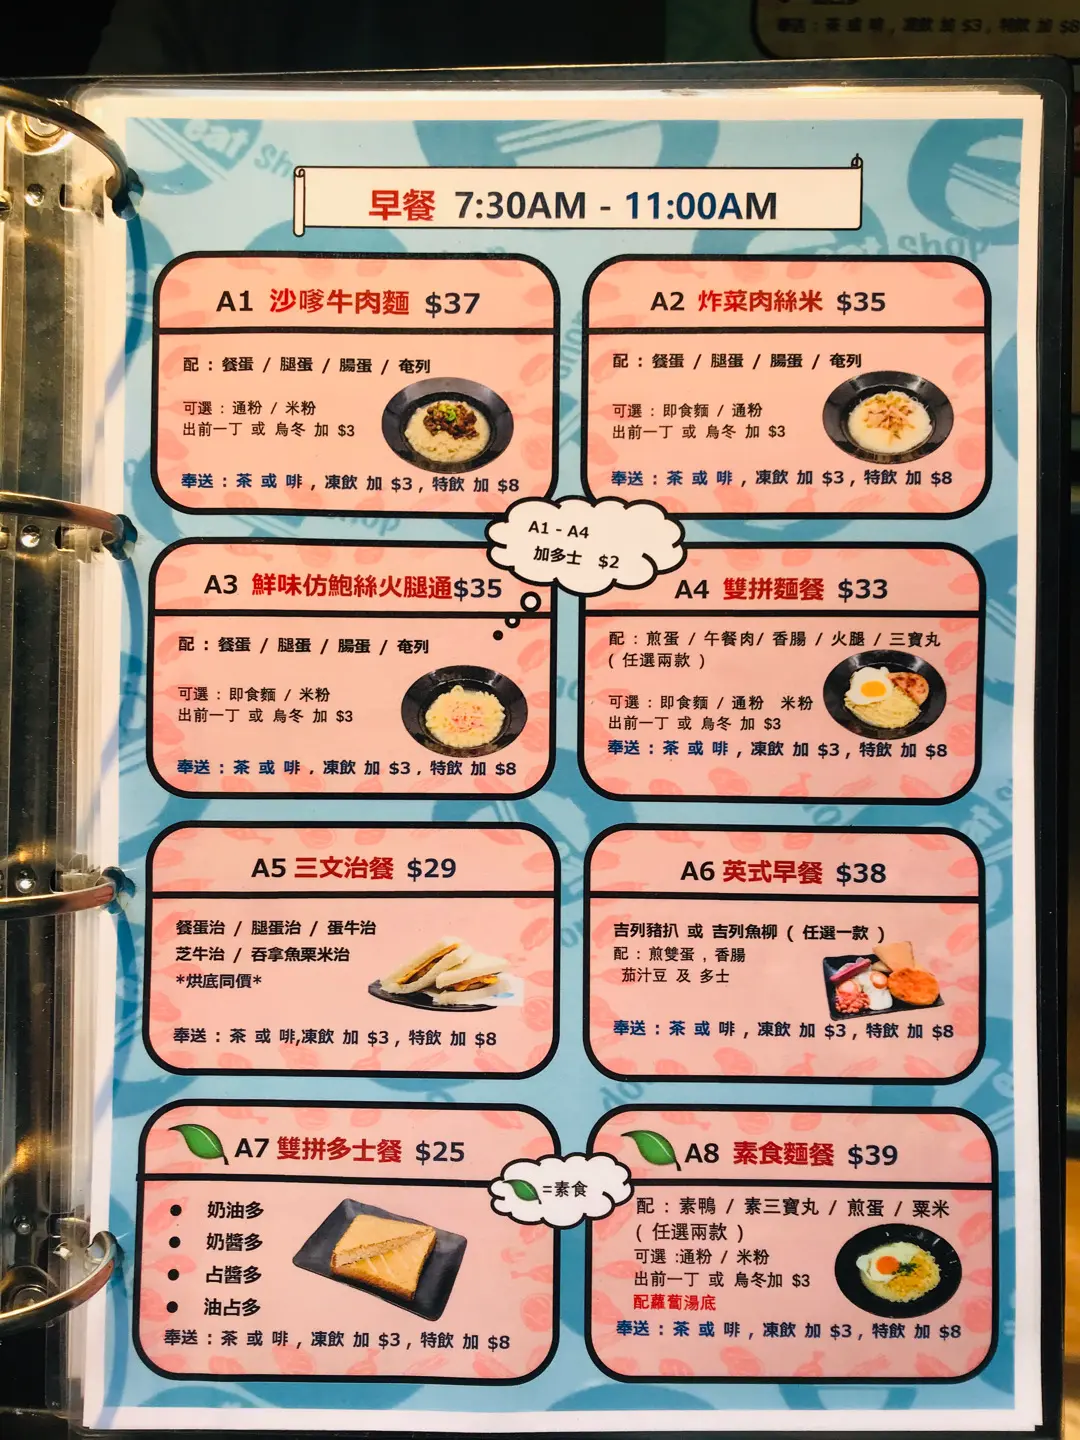 奉送 : 茶 或 啡 , 凍飲 加 $3 , 特飲 加 $8
eat shop
早餐 7:30AM - 11:00AM
eat shop
A1 沙嗲牛肉麵 $37
配 : 餐蛋 / 腿蛋 / 腸蛋 / 奄列
可選 : 通粉 / 米粉
出前一丁 或 烏冬 加 $3
奉送 : 茶 或 啡 , 凍飲 加 $3 , 特飲 加 $8
A2 炸菜肉絲米 $35
配 : 餐蛋 / 腿蛋 / 腸蛋 / 奄列
可選 : 即食麵 / 通粉
出前一丁 或 烏冬 加 $3
奉送 : 茶 或 啡 , 凍飲 加 $3 , 特飲 加 $8
A1 - A4
加多士 $2
A3 鮮味仿鮑絲火腿通$35
配 : 餐蛋 / 腿蛋 / 腸蛋 / 奄列
可選 : 即食麵 / 米粉
出前一丁 或 烏冬 加 $3
奉送 : 茶 或 啡 , 凍飲 加 $3 , 特飲 加 $8
A4 雙拼麵餐 $33
配 : 煎蛋 / 午餐肉/ 香腸 / 火腿 / 三寶丸
( 任選兩款 )
可選 : 即食麵 / 通粉 米粉
出前一丁 或 烏冬 加 $3
奉送 : 茶 或 啡 , 凍飲 加 $3 , 特飲 加 $8
A5 三文治餐 $29
餐蛋治 / 腿蛋治 / 蛋牛治
芝牛治 / 吞拿魚粟米治
*烘底同價*
奉送 : 茶 或 啡,凍飲 加 $3 , 特飲 加 $8
A6 英式早餐 $38
吉列豬扒 或 吉列魚柳 ( 任選一款 )
配 : 煎雙蛋 , 香腸
茄汁豆 及 多士
奉送 : 茶 或 啡 , 凍飲 加 $3 , 特飲 加 $8
A7 雙拼多士餐 $25
• 奶油多
• 奶醬多
• 占醬多
• 油占多
奉送 : 茶 或 啡 , 凍飲 加 $3 , 特飲 加 $8
=素食
A8 素食麵餐 $39
配 : 素鴨 / 素三寶丸 / 煎蛋 / 粟米
( 任選兩款 )
可選 :通粉 / 米粉
出前一丁 或 烏冬加 $3
配蘿蔔湯底
奉送 : 茶 或 啡 , 凍飲 加 $3 , 特飲 加 $8